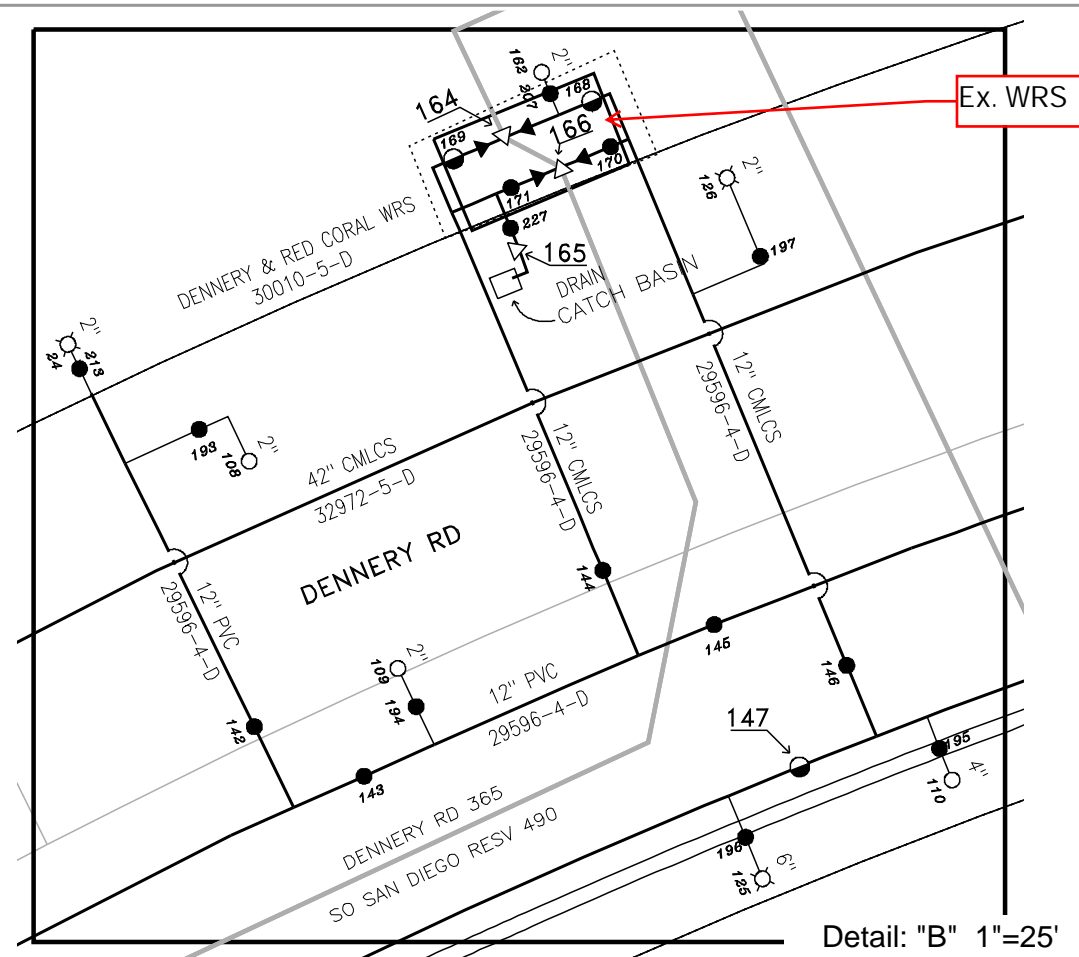 162
2"
207
168
Ex. WRS
164
169
166
170
171
2"
126
227
197
165
DENNERY & RED CORAL WRS
30010-5-D
DRAIN
CATCH BASIN
2"
24
213
12" CMLCS
29596-4-D
193
108
2"
42" CMLCS
32972-5-D
12" CMLCS
29596-4-D
DENNERY RD
144
12" PVC
29596-4-D
145
109
2"
194
12" PVC
29596-4-D
146
142
147
143
195
110
4"
DENNERY RD 365
SO SAN DIEGO RESV 490
196
125
6"
Detail: "B" 1"=25'